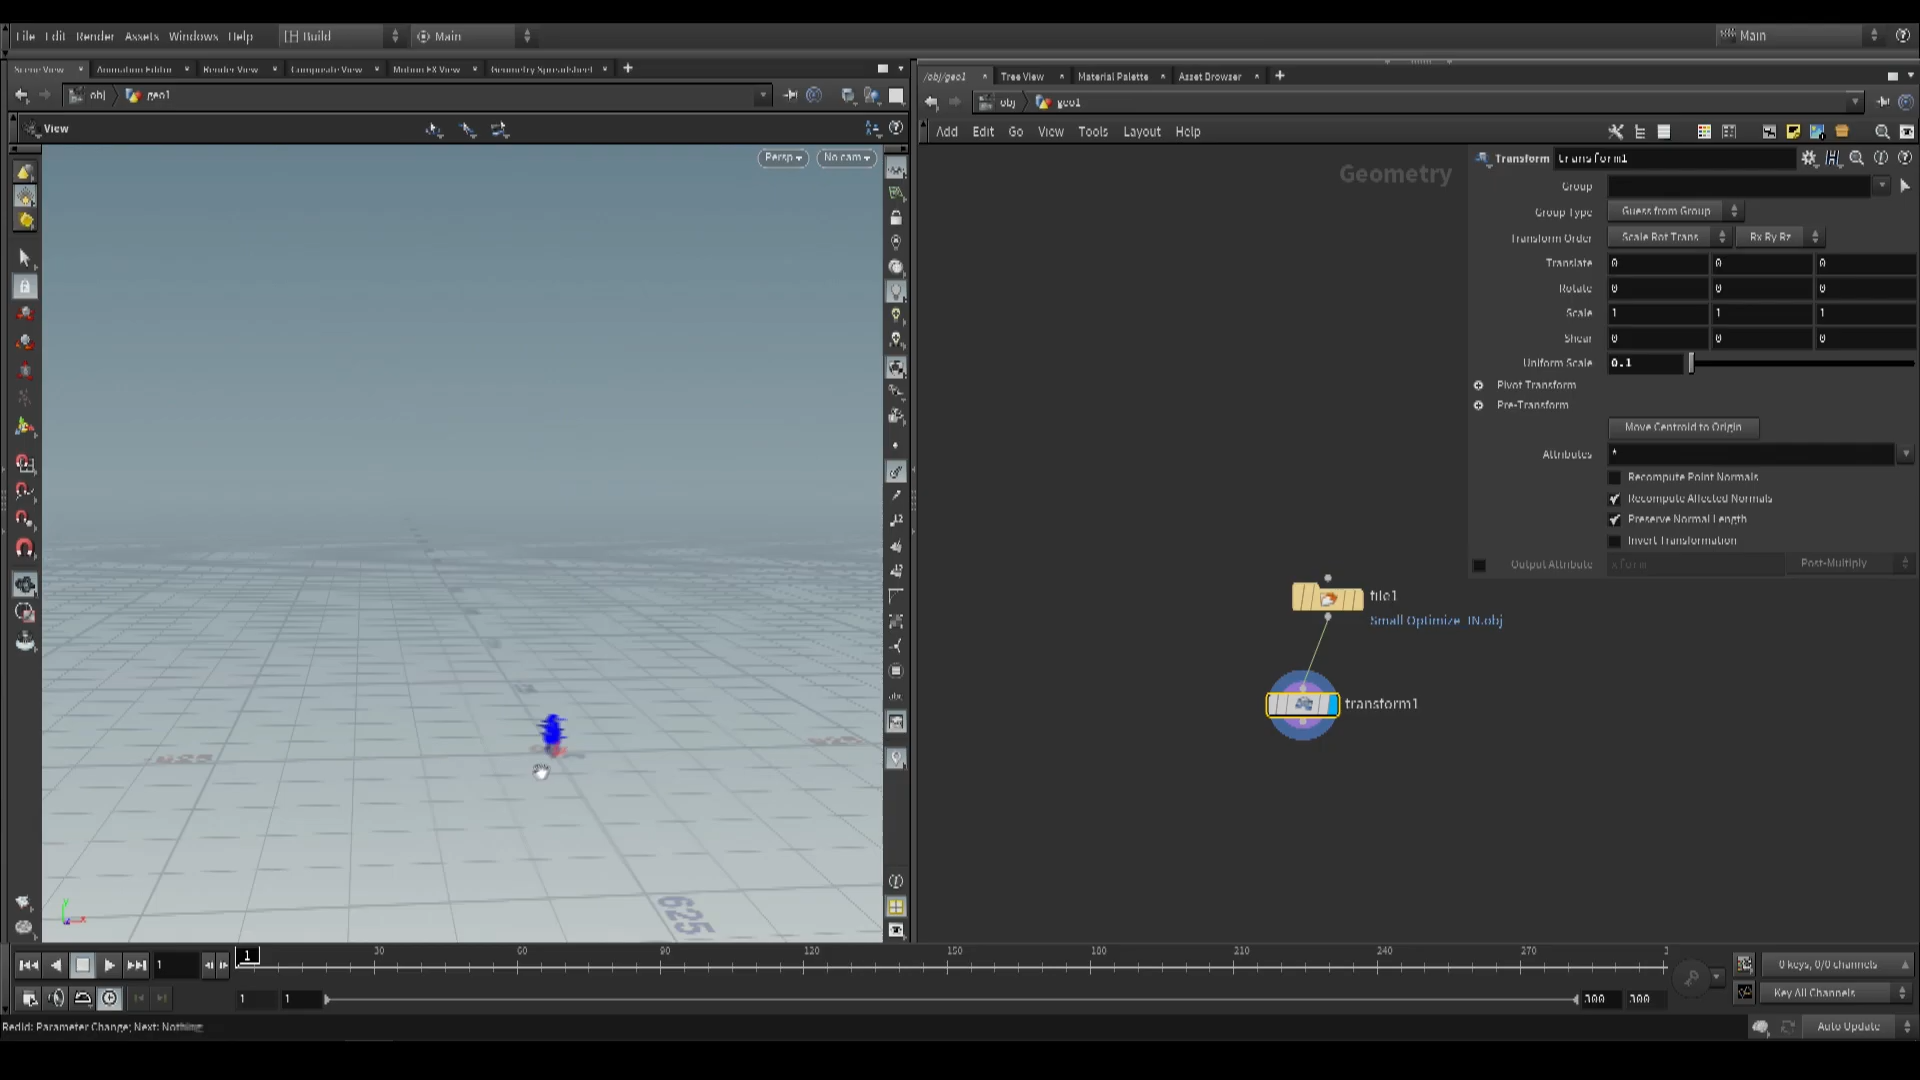 File Edit Render Assets Windows Help Build Main Main
Scene View Animation Editor Render View Composite View Motion FX View Geometry Spreadsheet
/obj/geo1 Tree View Material Palette Asset Browser
obj geo1
obj geo1
View
Add Edit Go View Tools Layout Help
Persp No cam
Geometry
Transform transform1
Group
Group Type Guess from Group
Transform Order Scale Rot Trans Rx Ry Rz
Translate 0 0 0
Rotate 0 0 0
Scale 1 1 1
Shear 0 0 0
Uniform Scale 0.1
Pivot Transform
Pre-Transform
Move Centroid to Origin
Attributes *
Recompute Point Normals
Recompute Affected Normals
Preserve Normal Length
Invert Transformation
Output Attribute xform Post-Multiply
file1
Small Optimize IN.obj
transform1
625
1 1 30 60 90 120 150 180 210 240 270 2
0 keys, 0/0 channels
1 1 300 300 Key All Channels
Redid: Parameter Change; Next: Nothing
Auto Update